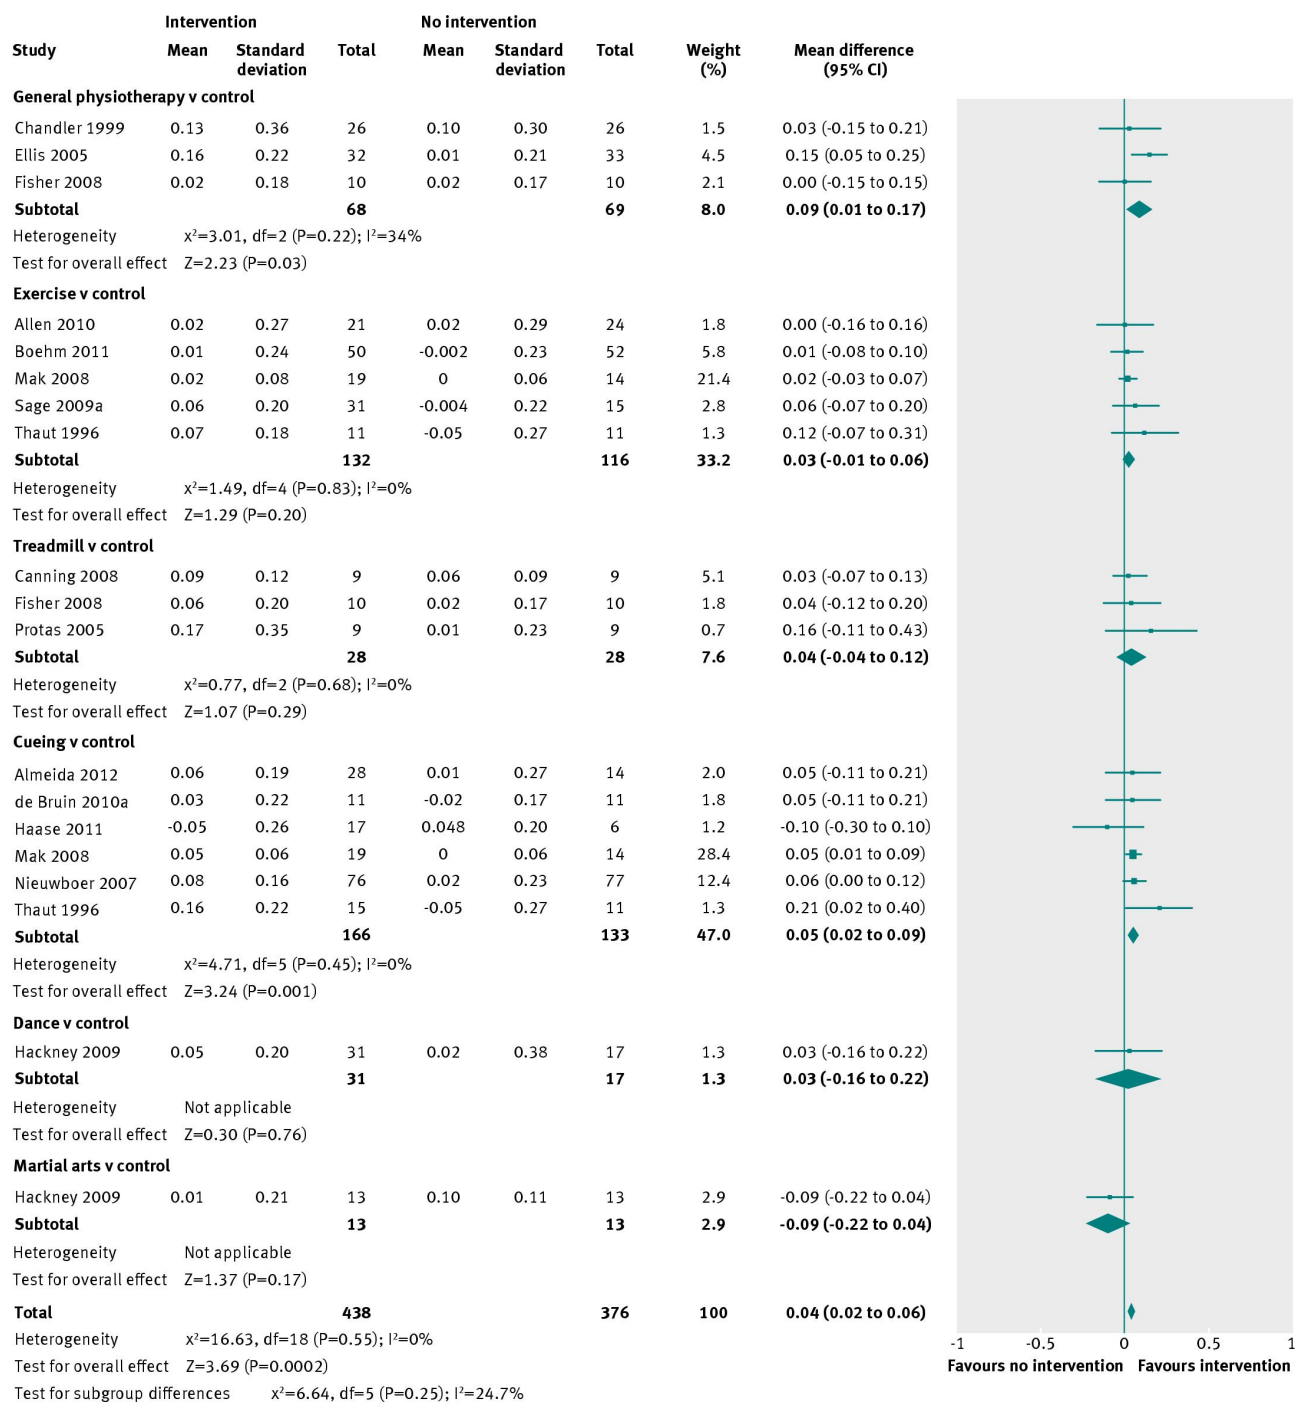 Intervention No intervention
Study Mean Standard deviation Total Mean Standard deviation Total Weight (%) Mean difference (95% CI)
General physiotherapy v control
Chandler 1999 0.13 0.36 26 0.10 0.30 26 1.5 0.03 (-0.15 to 0.21)
Ellis 2005 0.16 0.22 32 0.01 0.21 33 4.5 0.15 (0.05 to 0.25)
Fisher 2008 0.02 0.18 10 0.02 0.17 10 2.1 0.00 (-0.15 to 0.15)
Subtotal 68 69 8.0 0.09 (0.01 to 0.17)
Heterogeneity x²=3.01, df=2 (P=0.22); I²=34%
Test for overall effect Z=2.23 (P=0.03)
Exercise v control
Allen 2010 0.02 0.27 21 0.02 0.29 24 1.8 0.00 (-0.16 to 0.16)
Boehm 2011 0.01 0.24 50 -0.002 0.23 52 5.8 0.01 (-0.08 to 0.10)
Mak 2008 0.02 0.08 19 0 0.06 14 21.4 0.02 (-0.03 to 0.07)
Sage 2009a 0.06 0.20 31 -0.004 0.22 15 2.8 0.06 (-0.07 to 0.20)
Thaut 1996 0.07 0.18 11 -0.05 0.27 11 1.3 0.12 (-0.07 to 0.31)
Subtotal 132 116 33.2 0.03 (-0.01 to 0.06)
Heterogeneity x²=1.49, df=4 (P=0.83); I²=0%
Test for overall effect Z=1.29 (P=0.20)
Treadmill v control
Canning 2008 0.09 0.12 9 0.06 0.09 9 5.1 0.03 (-0.07 to 0.13)
Fisher 2008 0.06 0.20 10 0.02 0.17 10 1.8 0.04 (-0.12 to 0.20)
Protas 2005 0.17 0.35 9 0.01 0.23 9 0.7 0.16 (-0.11 to 0.43)
Subtotal 28 28 7.6 0.04 (-0.04 to 0.12)
Heterogeneity x²=0.77, df=2 (P=0.68); I²=0%
Test for overall effect Z=1.07 (P=0.29)
Cueing v control
Almeida 2012 0.06 0.19 28 0.01 0.27 14 2.0 0.05 (-0.11 to 0.21)
de Bruin 2010a 0.03 0.22 11 -0.02 0.17 11 1.8 0.05 (-0.11 to 0.21)
Haase 2011 -0.05 0.26 17 0.048 0.20 6 1.2 -0.10 (-0.30 to 0.10)
Mak 2008 0.05 0.06 19 0 0.06 14 28.4 0.05 (0.01 to 0.09)
Nieuwboer 2007 0.08 0.16 76 0.02 0.23 77 12.4 0.06 (0.00 to 0.12)
Thaut 1996 0.16 0.22 15 -0.05 0.27 11 1.3 0.21 (0.02 to 0.40)
Subtotal 166 133 47.0 0.05 (0.02 to 0.09)
Heterogeneity x²=4.71, df=5 (P=0.45); I²=0%
Test for overall effect Z=3.24 (P=0.001)
Dance v control
Hackney 2009 0.05 0.20 31 0.02 0.38 17 1.3 0.03 (-0.16 to 0.22)
Subtotal 31 17 1.3 0.03 (-0.16 to 0.22)
Heterogeneity Not applicable
Test for overall effect Z=0.30 (P=0.76)
Martial arts v control
Hackney 2009 0.01 0.21 13 0.10 0.11 13 2.9 -0.09 (-0.22 to 0.04)
Subtotal 13 13 2.9 -0.09 (-0.22 to 0.04)
Heterogeneity Not applicable
Test for overall effect Z=1.37 (P=0.17)
Total 438 376 100 0.04 (0.02 to 0.06)
Heterogeneity x²=16.63, df=18 (P=0.55); I²=0%
Test for overall effect Z=3.69 (P=0.0002)
Test for subgroup differences x²=6.64, df=5 (P=0.25); I²=24.7%
-1 -0.5 0 0.5 1
Favours no intervention Favours intervention